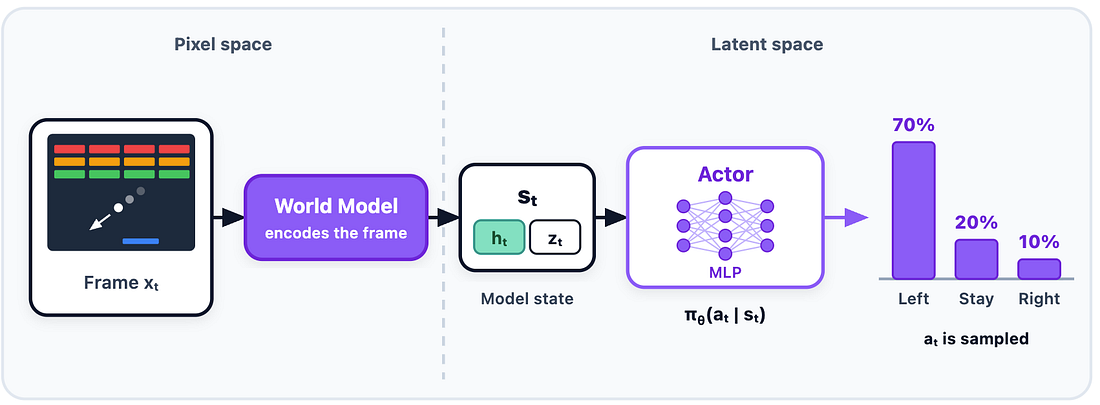 Pixel space
Latent space
Frame xₜ
World Model
encodes the frame
sₜ
hₜ
zₜ
Model state
Actor
MLP
πθ(aₜ | sₜ)
70%
20%
10%
Left
Stay
Right
aₜ is sampled